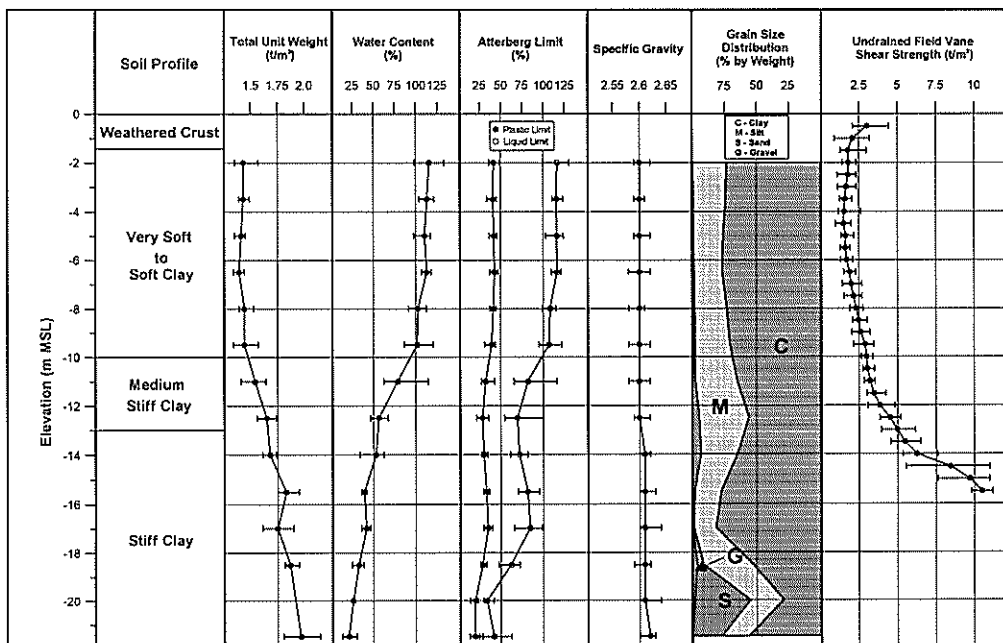 Soil Profile
Total Unit Weight
(t/m³)
1.5 1.75 2.0
Water Content
(%)
25 50 75 100 125
Atterberg Limit
(%)
25 50 75 100 125
Specific Gravity
2.55 2.6 2.65
Grain Size
Distribution
(% by Weight)
75 50 25
Undrained Field Vane
Shear Strength (t/m²)
2.5 5 7.5 10
Elevation (m MSL)
0
-2
-4
-6
-8
-10
-12
-14
-16
-18
-20
Weathered Crust
Very Soft
to
Soft Clay
Medium
Stiff Clay
Stiff Clay
Plastic Limit
Liquid Limit
C - Clay
M - Silt
S - Sand
G - Gravel
C
M
G
S